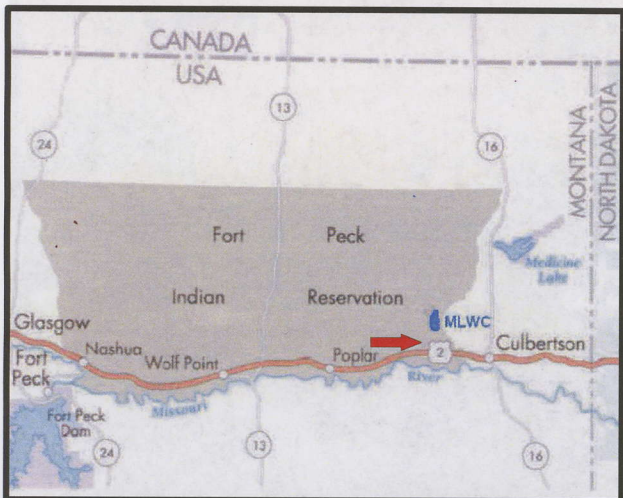 CANADA
USA
13
24
16
MONTANA
NORTH DAKOTA
Fort Peck
Medicine
Lake
Indian Reservation
MLWC
Glasgow
2
Culbertson
Nashua
Wolf Point
Poplar
Fort
Peck
River
Missouri
Fort Peck
Dam
24
13
16